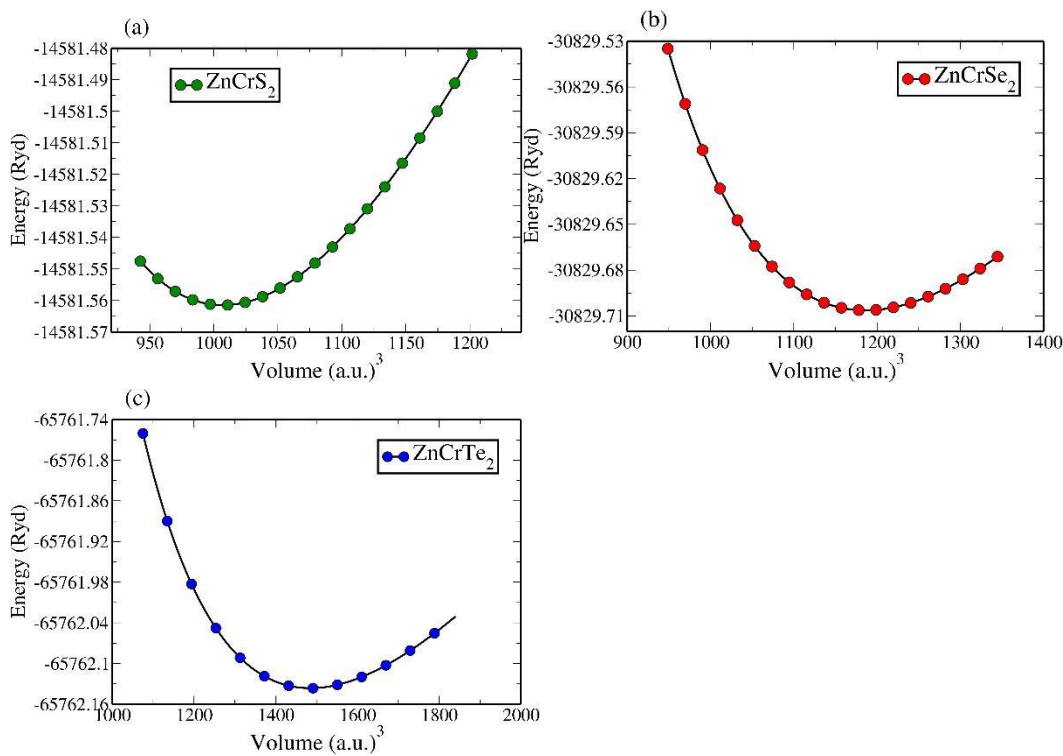 (a)
-14581.48
-14581.49
-14581.5
-14581.51
-14581.52
-14581.53
-14581.54
-14581.55
-14581.56
-14581.57
Energy (Ryd)
ZnCrS2
950 1000 1050 1100 1150 1200
Volume (a.u.)3
(b)
-30829.53
-30829.56
-30829.59
-30829.62
-30829.65
-30829.68
-30829.71
Energy (Ryd)
ZnCrSe2
900 1000 1100 1200 1300 1400
Volume (a.u.)3
(c)
-65761.74
-65761.8
-65761.86
-65761.92
-65761.98
-65762.04
-65762.1
-65762.16
Energy (Ryd)
ZnCrTe2
1000 1200 1400 1600 1800 2000
Volume (a.u.)3